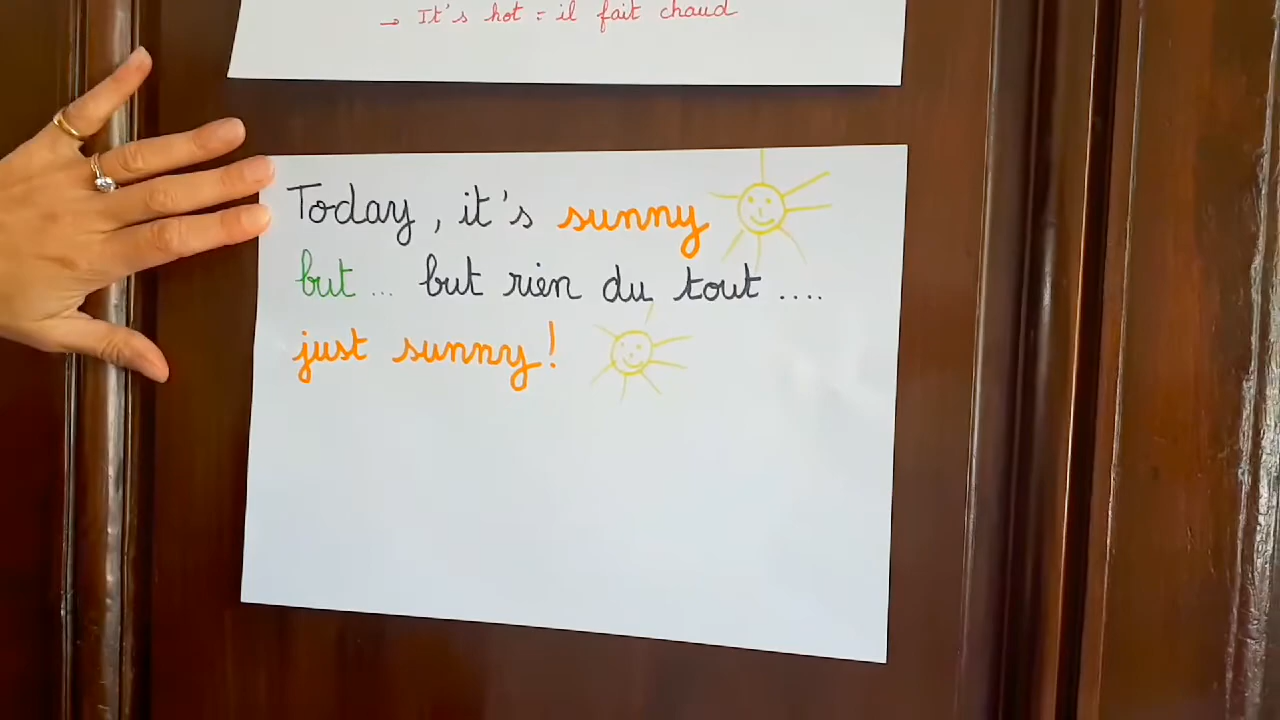 → It's hot = il fait chaud
Today, it's sunny
but ... but rien du tout ....
just sunny!